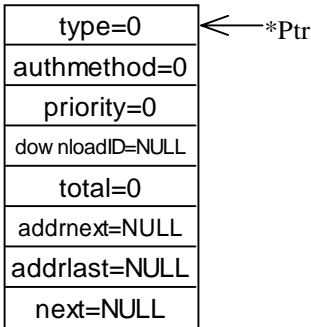 type=0
*Ptr
authmethod=0
priority=0
dow nloadID=NULL
total=0
addrnext=NULL
addrlast=NULL
next=NULL